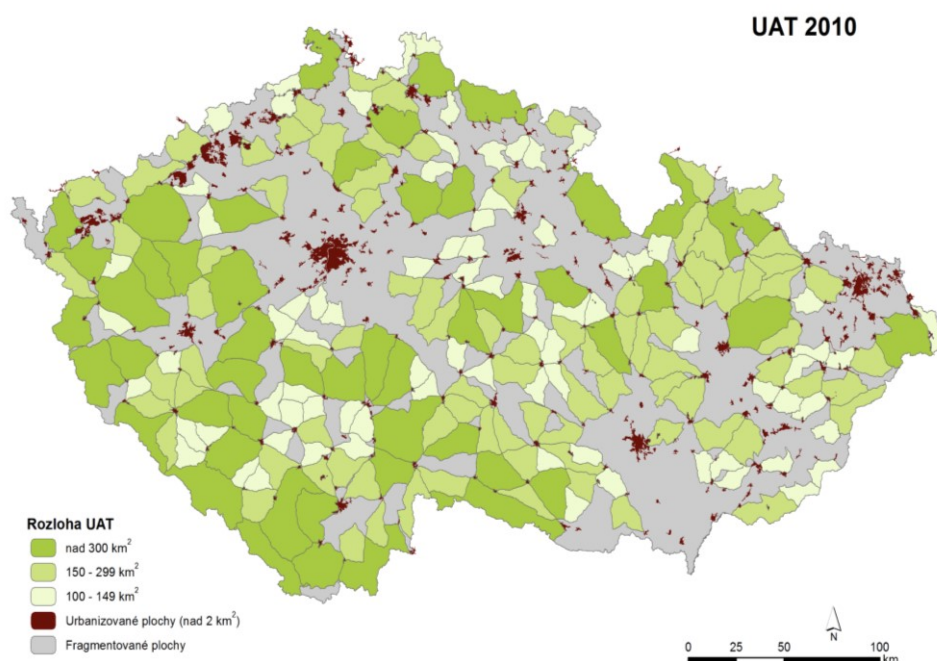 UAT 2010
Rozloha UAT
nad 300 km²
150 - 299 km²
100 - 149 km²
Urbanizované plochy (nad 2 km²)
Fragmentované plochy
N
0 25 50 100
km